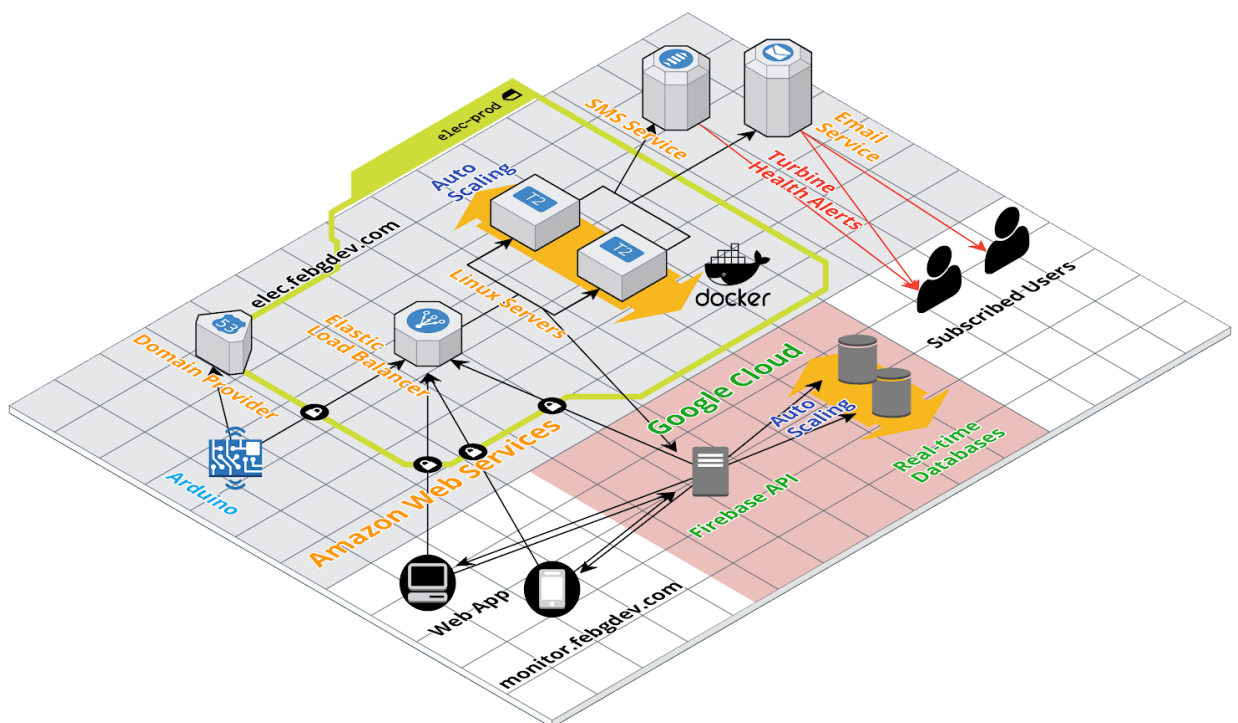 elec-prod
SMS Service
Email
Service
Auto
Scaling
T2
T2
Turbine
Health Alerts
elec.febgdev.com
docker
Linux Servers
53
Domain Provider
Elastic
Load Balancer
Subscribed Users
Google Cloud
Auto
Scaling
Real-time
Databases
Arduino
Amazon Web Services
Firebase API
Web App
monitor.febgdev.com